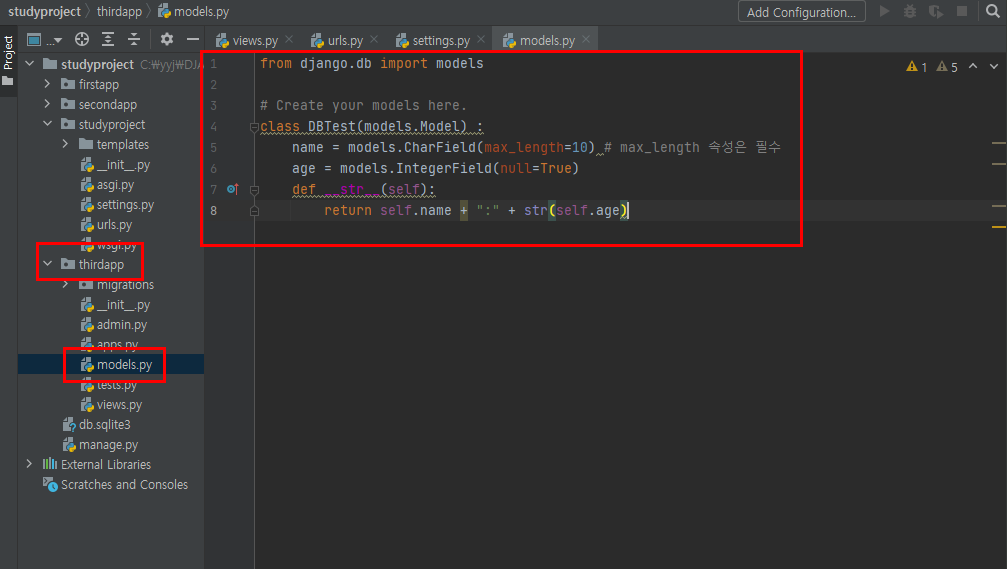 studyproject thirdapp models.py
Add Configuration...
Project
...
views.py urls.py settings.py models.py
studyproject C:₩yyj₩DJA
firstapp
secondapp
studyproject
templates
__init__.py
asgi.py
settings.py
urls.py
wsgi.py
thirdapp
migrations
__init__.py
admin.py
apps.py
models.py
tests.py
views.py
db.sqlite3
manage.py
External Libraries
Scratches and Consoles
1 from django.db import models
2
3 # Create your models here.
4 class DBTest(models.Model) :
5 name = models.CharField(max_length=10) # max_length 속성은 필수
6 age = models.IntegerField(null=True)
7 def __str__(self):
8 return self.name + ":" + str(self.age)
1 5